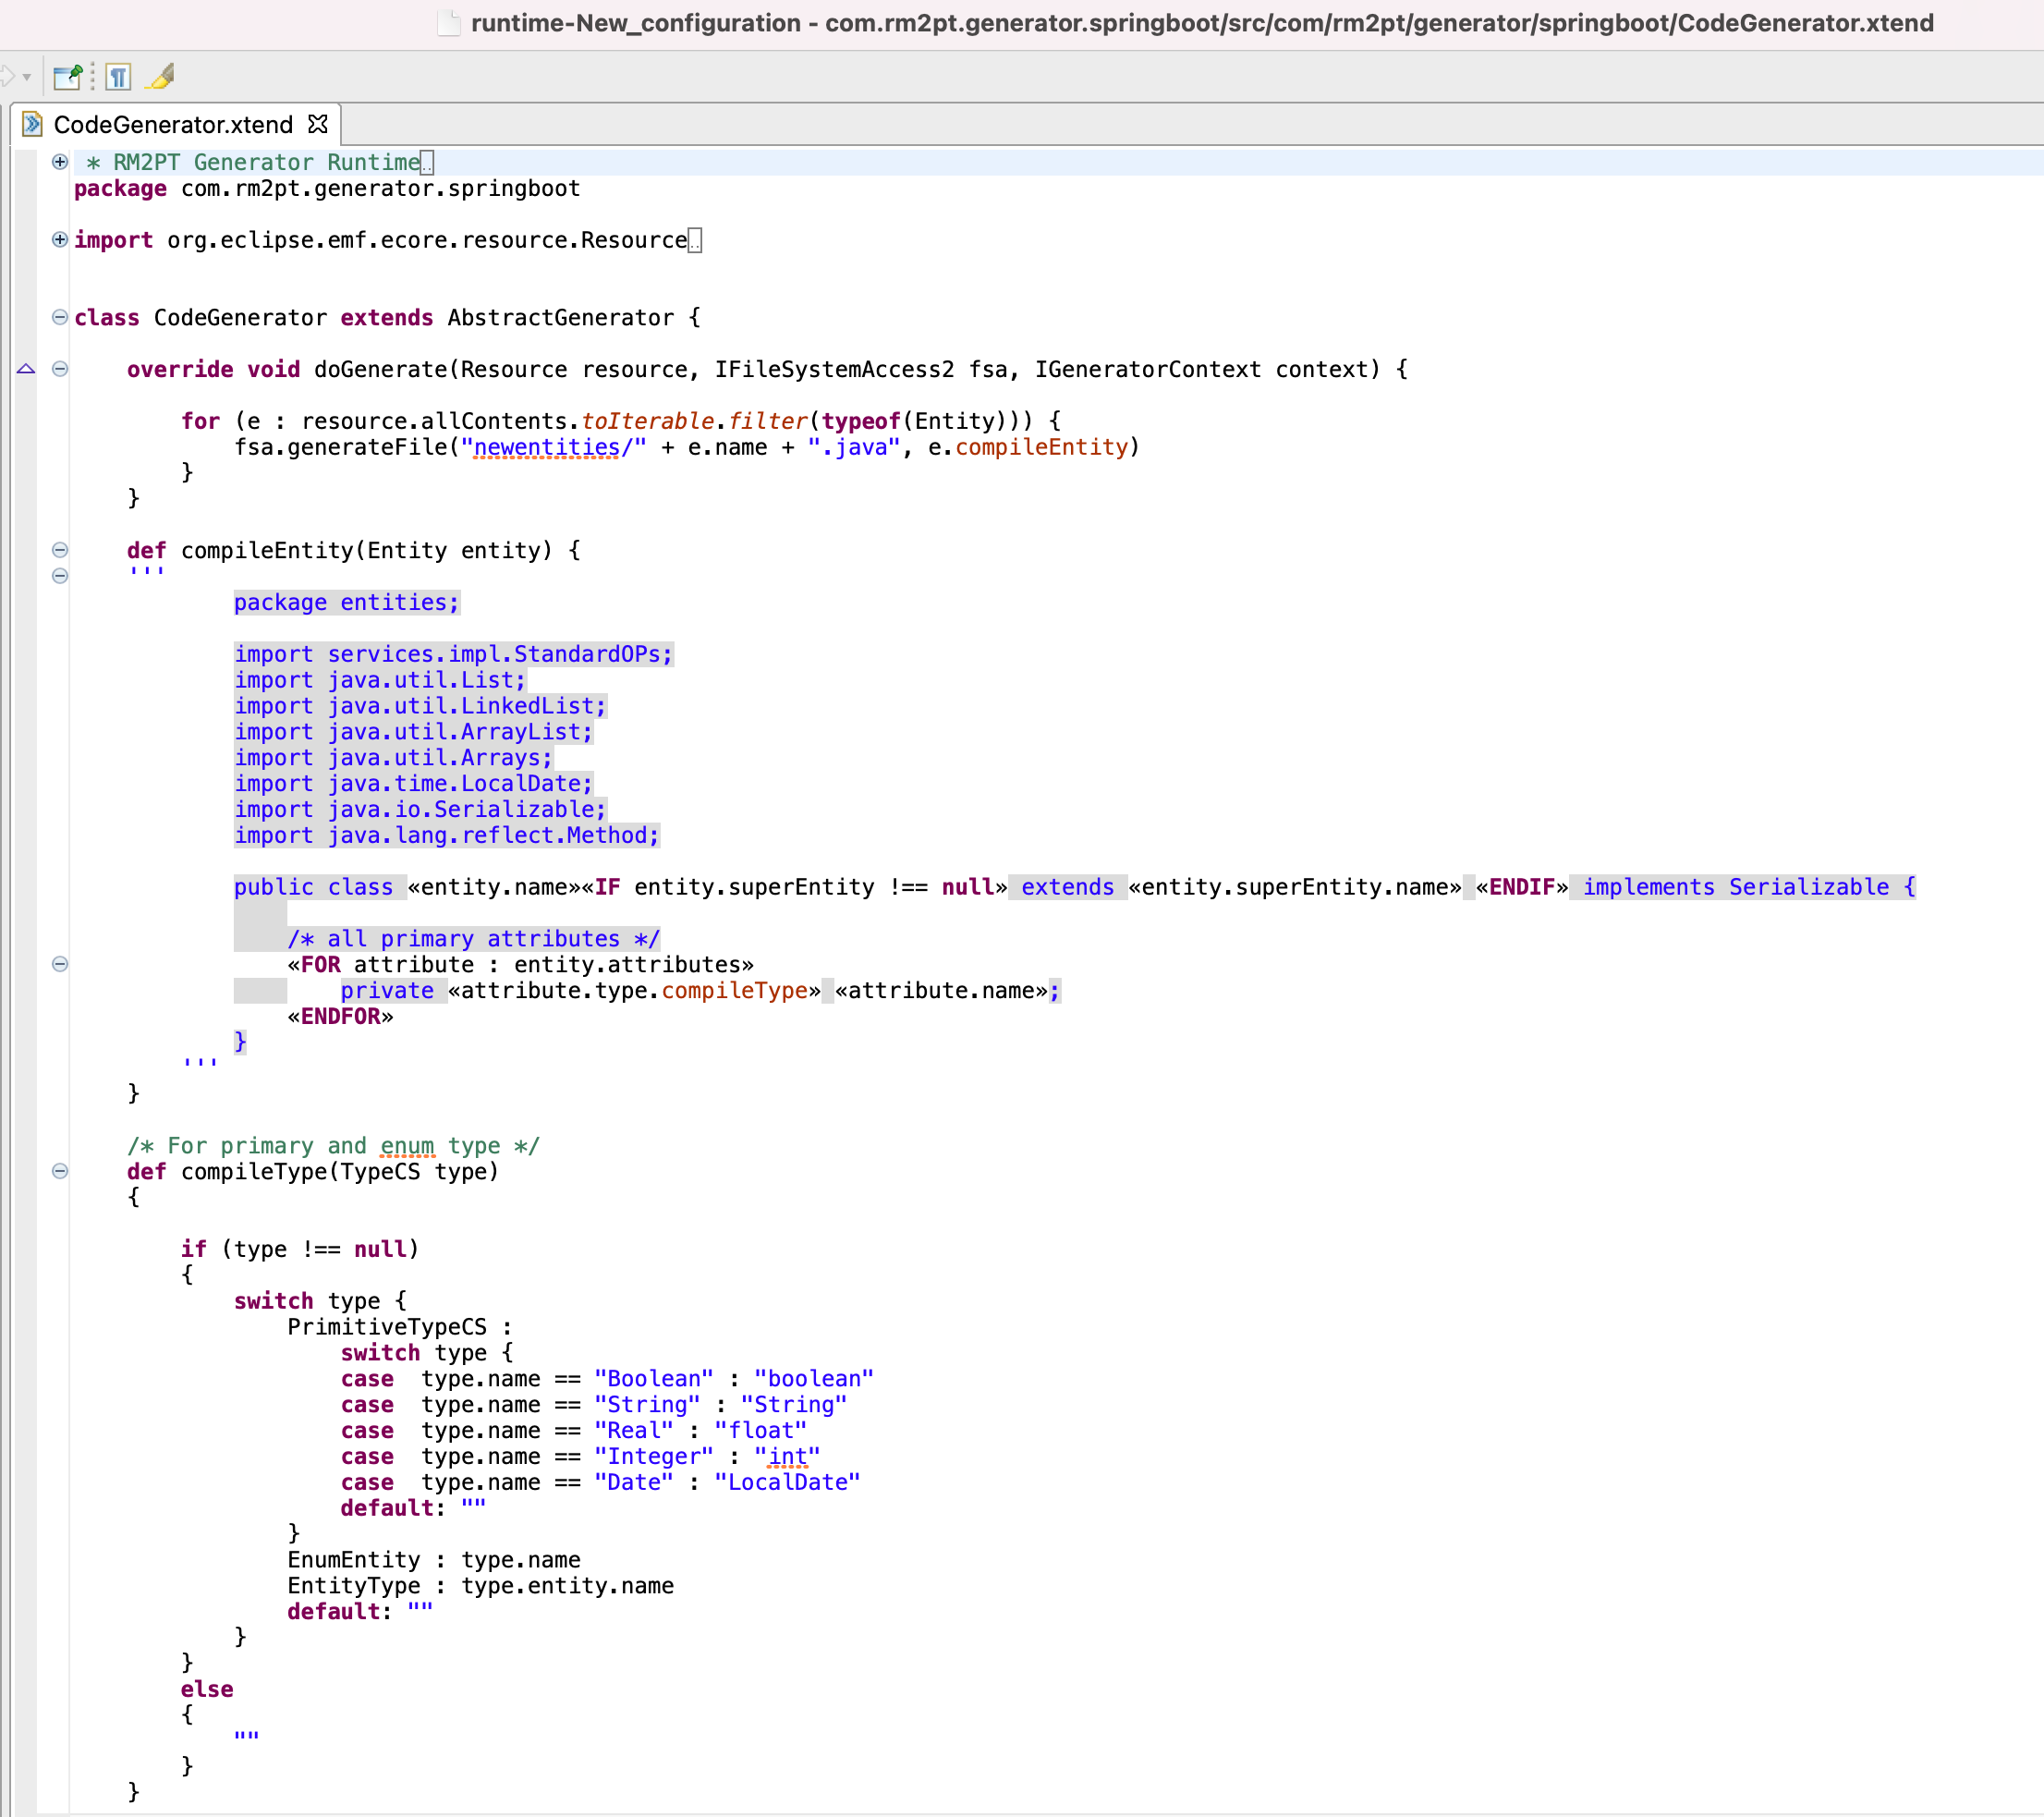 runtime-New_configuration - com.rm2pt.generator.springboot/src/com/rm2pt/generator/springboot/CodeGenerator.xtend
CodeGenerator.xtend
* RM2PT Generator Runtime..
package com.rm2pt.generator.springboot
import org.eclipse.emf.ecore.resource.Resource..
class CodeGenerator extends AbstractGenerator {
override void doGenerate(Resource resource, IFileSystemAccess2 fsa, IGeneratorContext context) {
for (e : resource.allContents.toIterable.filter(typeof(Entity))) {
fsa.generateFile("newentities/" + e.name + ".java", e.compileEntity)
}
}
def compileEntity(Entity entity) {
'''
package entities;
import services.impl.StandardOPs;
import java.util.List;
import java.util.LinkedList;
import java.util.ArrayList;
import java.util.Arrays;
import java.time.LocalDate;
import java.io.Serializable;
import java.lang.reflect.Method;
public class «entity.name»«IF entity.superEntity !== null» extends «entity.superEntity.name» «ENDIF» implements Serializable {
/* all primary attributes */
«FOR attribute : entity.attributes»
private «attribute.type.compileType» «attribute.name»;
«ENDFOR»
}
'''
}
/* For primary and enum type */
def compileType(TypeCS type)
{
if (type !== null)
{
switch type {
PrimitiveTypeCS :
switch type {
case  type.name == "Boolean" : "boolean"
case  type.name == "String" : "String"
case  type.name == "Real" : "float"
case  type.name == "Integer" : "int"
case  type.name == "Date" : "LocalDate"
default: ""
}
EnumEntity : type.name
EntityType : type.entity.name
default: ""
}
}
else
{
""
}
}